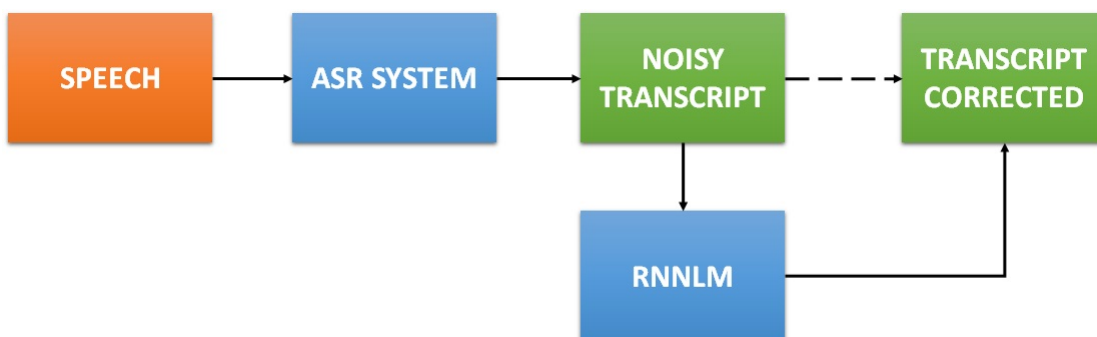 SPEECH
ASR SYSTEM
NOISY
TRANSCRIPT
TRANSCRIPT
CORRECTED
RNNLM